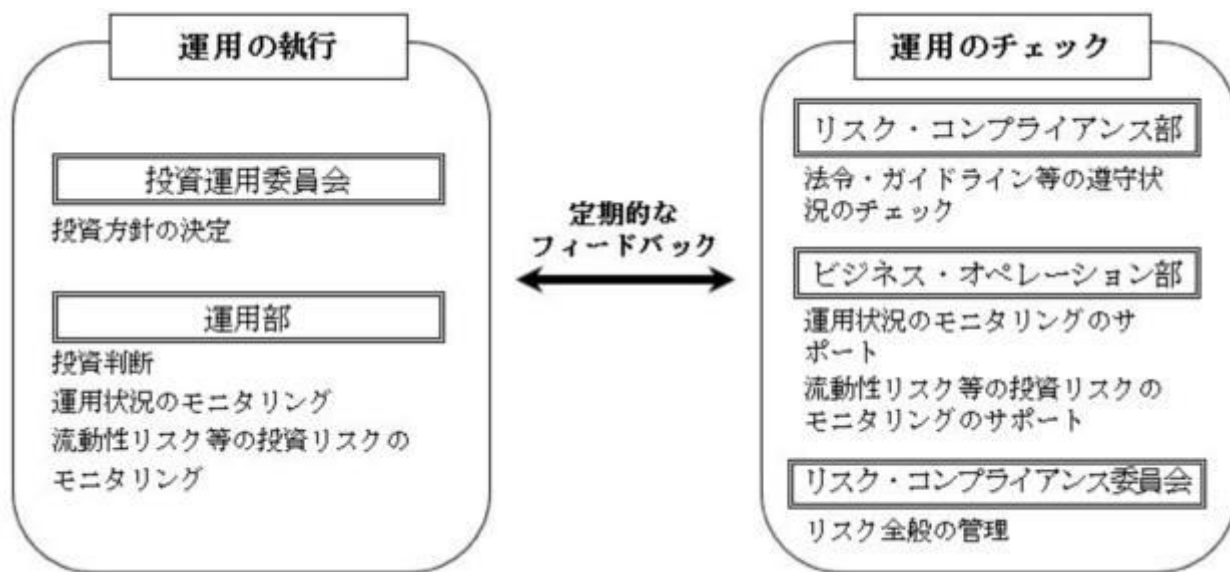 運用の執行
投資運用委員会
投資方針の決定
運用部
投資判断
運用状況のモニタリング
流動性リスク等の投資リスクの
モニタリング
定期的な
フィードバック
運用のチェック
リスク・コンプライアンス部
法令・ガイドライン等の遵守状
況のチェック
ビジネス・オペレーション部
運用状況のモニタリングのサ
ポート
流動性リスク等の投資リスクの
モニタリングのサポート
リスク・コンプライアンス委員会
リスク全般の管理